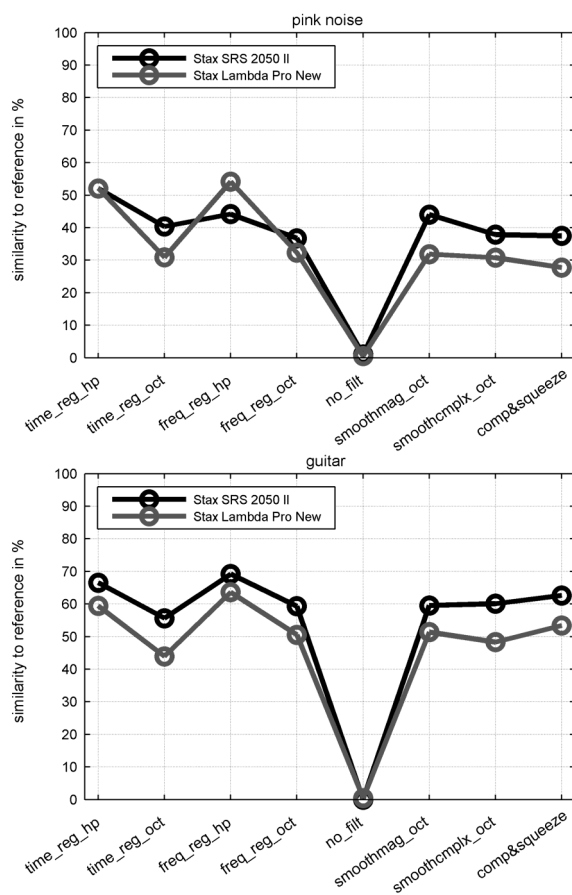 pink noise
100
90
80
70
60
50
40
30
20
10
0
similarity to reference in %
Stax SRS 2050 II
Stax Lambda Pro New
time_reg_hp
time_reg_oct
freq_reg_hp
freq_reg_oct
no_filt
smoothmag_oct
smoothcmplx_oct
comp&squeeze
guitar
100
90
80
70
60
50
40
30
20
10
0
similarity to reference in %
Stax SRS 2050 II
Stax Lambda Pro New
time_reg_hp
time_reg_oct
freq_reg_hp
freq_reg_oct
no_filt
smoothmag_oct
smoothcmplx_oct
comp&squeeze